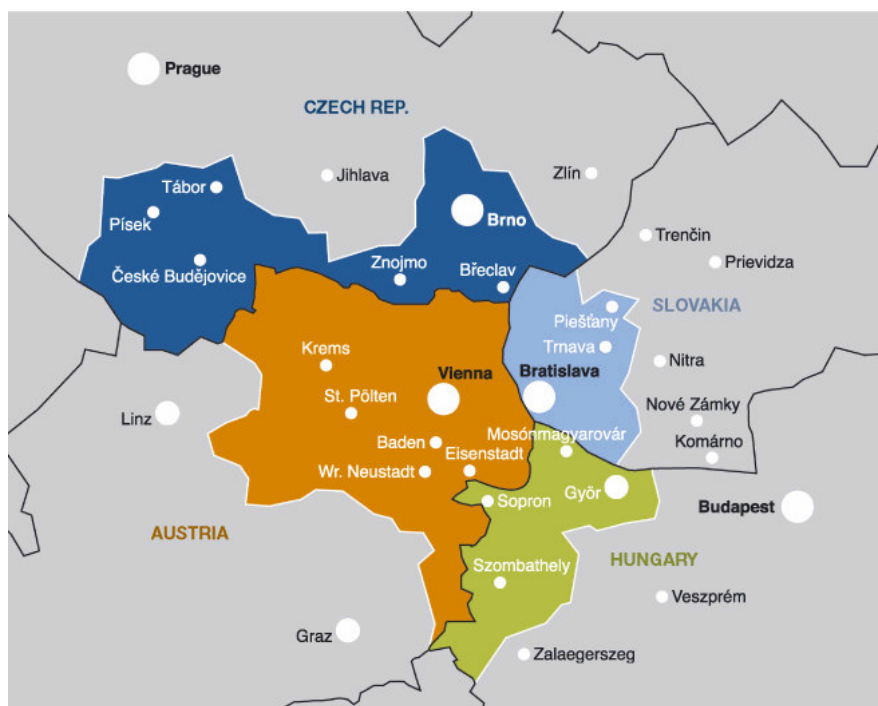 Prague
CZECH REP.
Jihlava
Zlín
Tábor
Písek
Brno
Trenčin
České Budějovice
Znojmo
Břeclav
Prievidza
SLOVAKIA
Piešťany
Trnava
Krems
Nitra
Vienna
Bratislava
Linz
St. Pölten
Nové Zámky
Baden
Mosónmagyarovár
Komárno
Eisenstadt
Wr. Neustadt
Sopron
Györ
Budapest
AUSTRIA
HUNGARY
Szombathely
Veszprém
Graz
Zalaegerszeg